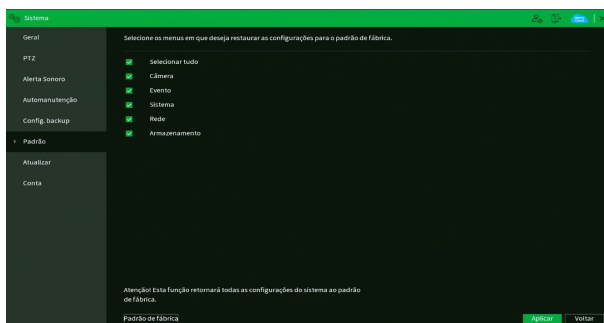 Sistema
Geral
PTZ
Alerta Sonoro
Automanutenção
Config. backup
Padrão
Atualizar
Conta
Selecione os menus em que deseja restaurar as configurações para o padrão de fábrica.
Selecionar tudo
Câmera
Evento
Sistema
Rede
Armazenamento
Atenção! Esta função retornará todas as configurações do sistema ao padrão
de fábrica.
Padrão de fábrica
Aplicar
Voltar